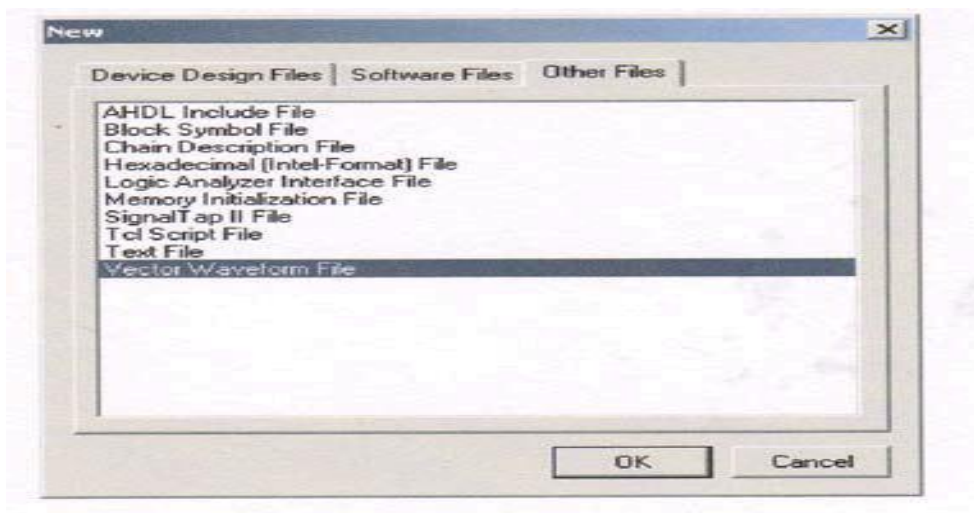 New
Device Design Files Software Files Other Files
AHDL Include File
Block Symbol File
Chain Description File
Hexadecimal (Intel-Format) File
Logic Analyzer Interface File
Memory Initialization File
SignalTap II File
Tcl Script File
Text File
Vector Waveform File
OK Cancel